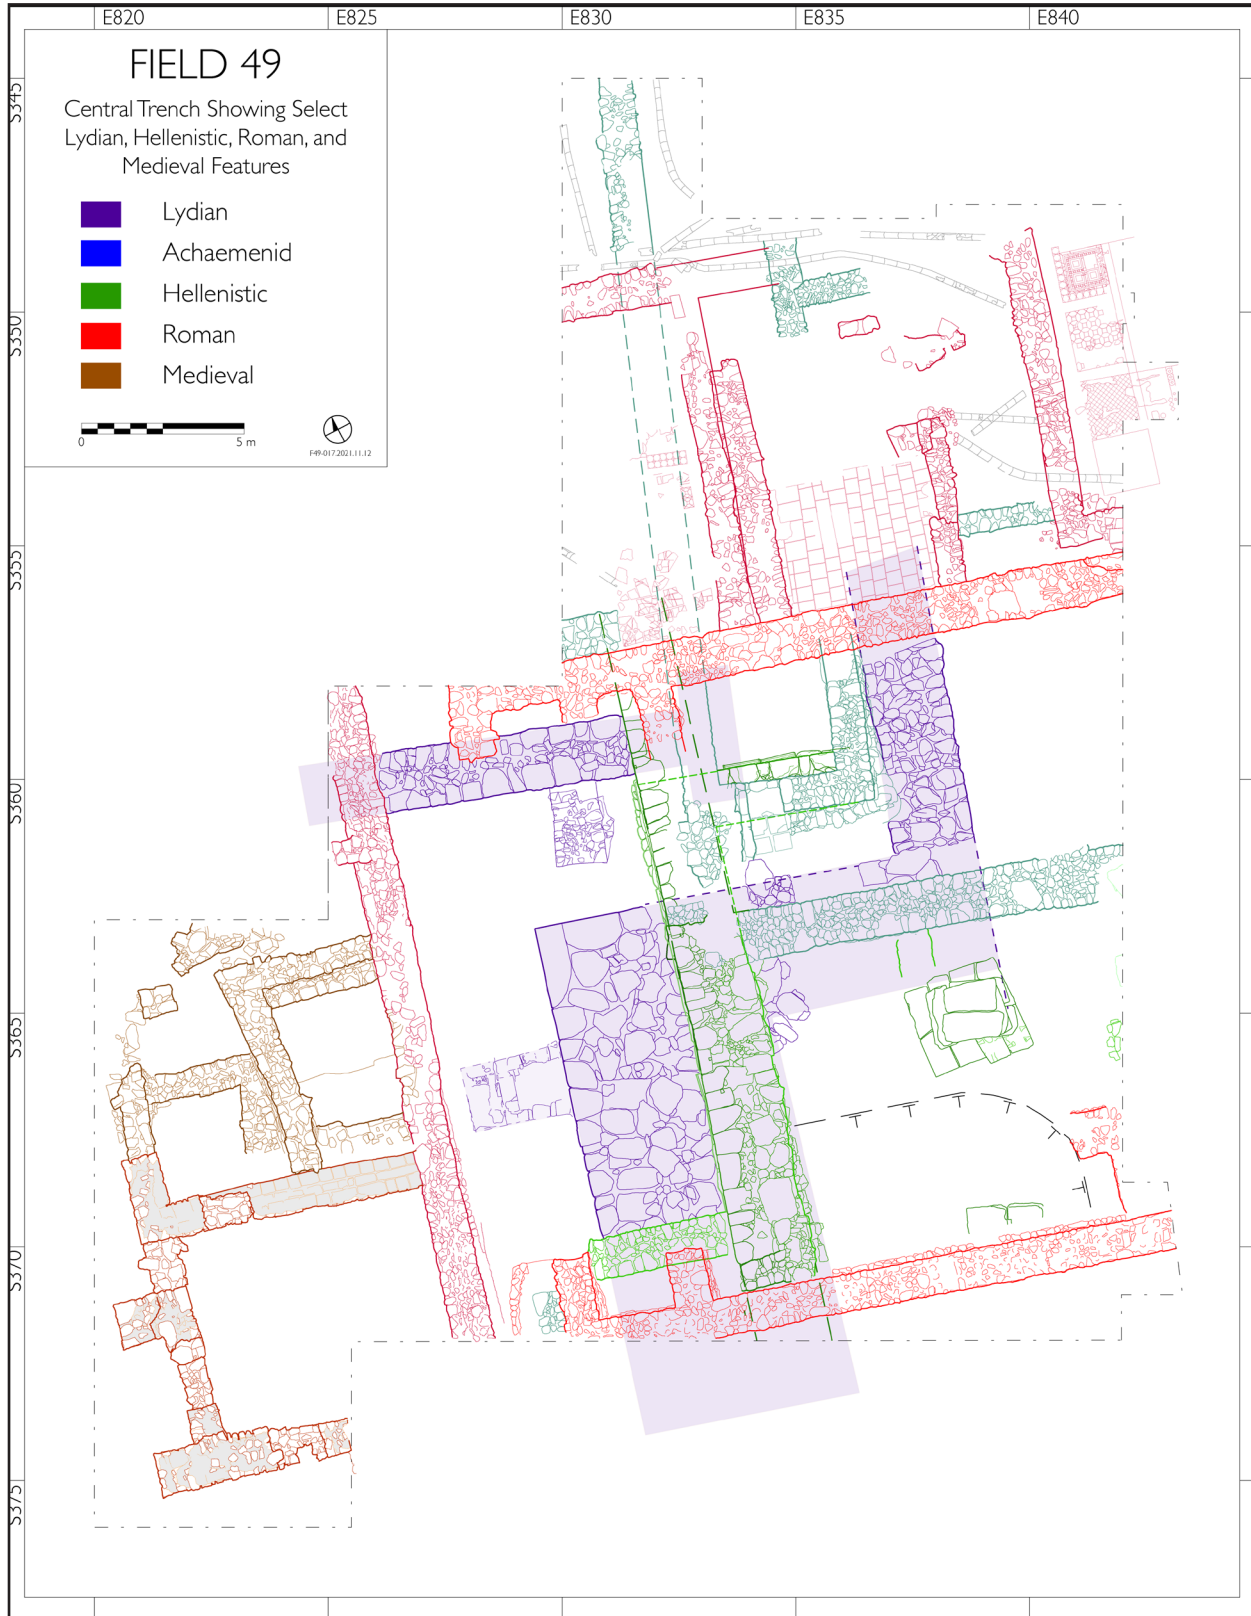 E820
E825
E830
E835
E840
FIELD 49
Central Trench Showing Select
Lydian, Hellenistic, Roman, and
Medieval Features
Lydian
Achaemenid
Hellenistic
Roman
Medieval
0
5 m
F49-017.2021.11.12
S345
S350
S355
S360
S365
S370
S375